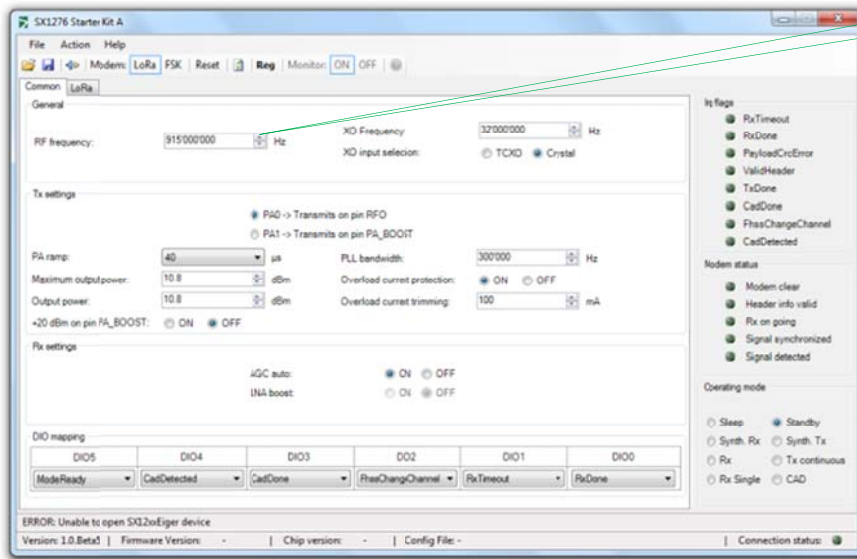 SX1276 Starter Kit A
File Action Help
Modem: LoRa FSK Reset Reg Monitor: ON OFF
Common LoRa
General
RF frequency: 915'000'000 Hz
XO Frequency 32'000'000 Hz
XO input selecion: TCXO Crystal
Tx settings
PA0 -> Transmits on pin RFO
PA1 -> Transmits on pin PA_BOOST
PA ramp: 40 µs PLL bandwidth: 300'000 Hz
Maximum output power: 10.8 dBm Overload current protection: ON OFF
Output power: 10.8 dBm Overload current trimming: 100 mA
+20 dBm on pin PA_BOOST: ON OFF
Rx settings
AGC auto: ON OFF
LNA boost: ON OFF
DIO mapping
DIO5 DIO4 DIO3 DO2 DIO1 DIO0
ModeReady CadDetected CadDone FhssChangChannel RxTimeout RxDone
Irq flags
RxTimeout
RxDone
PayloadCrcError
ValidHeader
TxDone
CadDone
FhssChangeChannel
CadDetected
Modem status
Modem clear
Header info valid
Rx on going
Signal synchronized
Signal detected
Operating mode
Sleep Standby
Synth. Rx Synth. Tx
Rx Tx continuous
Rx Single CAD
ERROR: Unable to open SX12xxEiger device
Version: 1.0.Beta5 | Firmware Version: - | Chip version: - | Config File: - | Connection status: